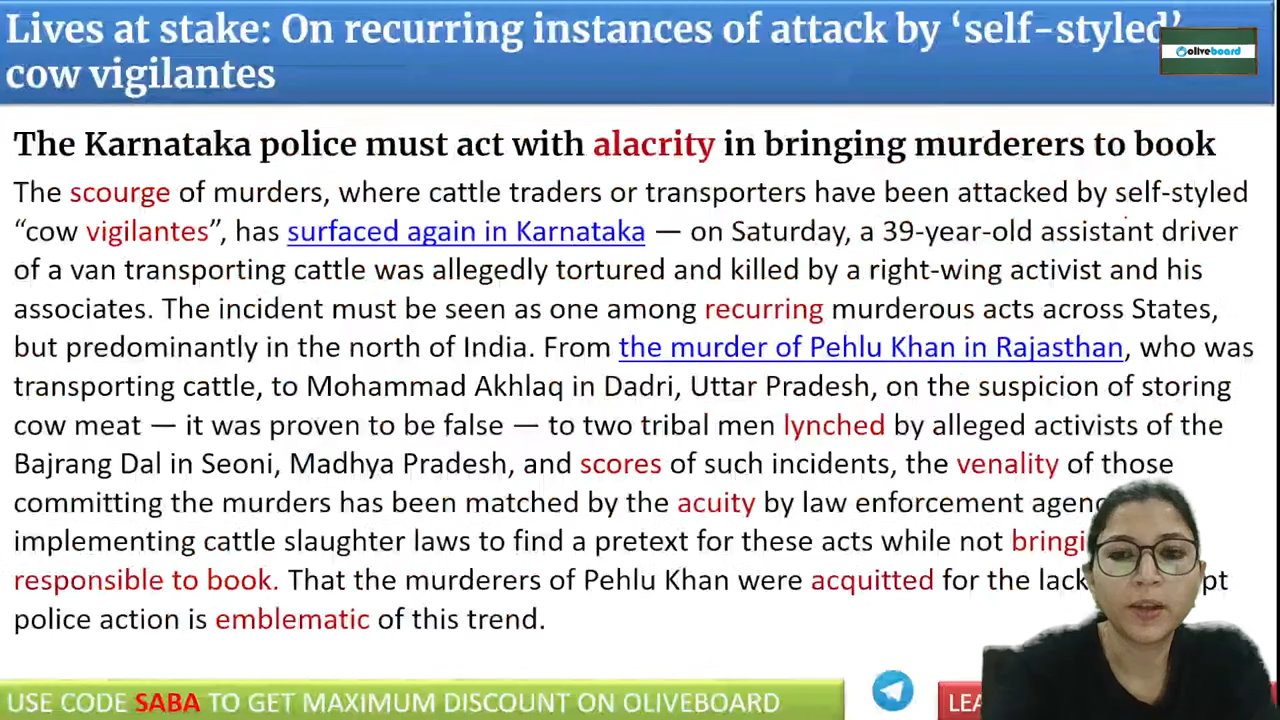 Lives at stake: On recurring instances of attack by ‘self-styled’
cow vigilantes
oliveboard
The Karnataka police must act with alacrity in bringing murderers to book
The scourge of murders, where cattle traders or transporters have been attacked by self-styled
“cow vigilantes”, has surfaced again in Karnataka — on Saturday, a 39-year-old assistant driver
of a van transporting cattle was allegedly tortured and killed by a right-wing activist and his
associates. The incident must be seen as one among recurring murderous acts across States,
but predominantly in the north of India. From the murder of Pehlu Khan in Rajasthan, who was
transporting cattle, to Mohammad Akhlaq in Dadri, Uttar Pradesh, on the suspicion of storing
cow meat — it was proven to be false — to two tribal men lynched by alleged activists of the
Bajrang Dal in Seoni, Madhya Pradesh, and scores of such incidents, the venality of those
committing the murders has been matched by the acuity by law enforcement
implementing cattle slaughter laws to find a pretext for these acts while not
responsible to book. That the murderers of Pehlu Khan were acquitted for the
police action is emblematic of this trend.
USE CODE SABA TO GET MAXIMUM DISCOUNT ON OLIVEBOARD